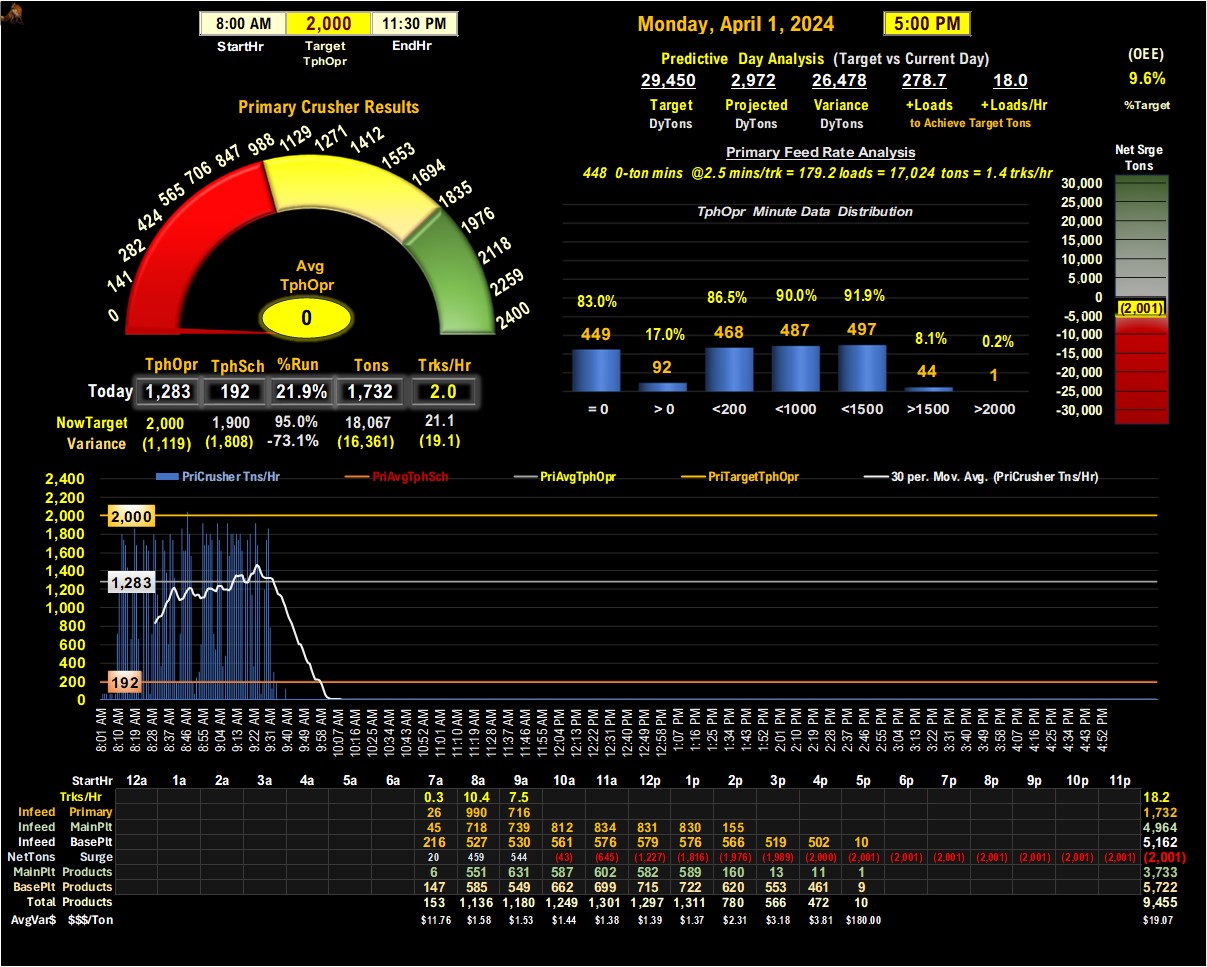 8:00 AM 2,000 11:30 PM
StartHr Target TphOpr EndHr
Monday, April 1, 2024 5:00 PM
Predictive Day Analysis (Target vs Current Day)
29,450 2,972 26,478 278.7 18.0
Target Projected Variance +Loads +Loads/Hr
DyTons DyTons DyTons to Achieve Target Tons
(OEE)
9.6%
%Target
Primary Crusher Results
0 141 282 424 565 706 847 988 1129 1271 1412 1553 1694 1835 1976 2118 2259 2400
Avg
TphOpr
0
TphOpr TphSch %Run Tons Trks/Hr
Today 1,283 192 21.9% 1,732 2.0
NowTarget 2,000 1,900 95.0% 18,067 21.1
Variance (1,119) (1,808) -73.1% (16,361) (19.1)
Primary Feed Rate Analysis
448 0-ton mins @2.5 mins/trk = 179.2 loads = 17,024 tons = 1.4 trks/hr
TphOpr Minute Data Distribution
83.0% 17.0% 86.5% 90.0% 91.9% 8.1% 0.2%
449 92 468 487 497 44 1
= 0 > 0 <200 <1000 <1500 >1500 >2000
Net Srge
Tons
30,000
25,000
20,000
15,000
10,000
5,000
0
(2,001)
-5,000
-10,000
-15,000
-20,000
-25,000
-30,000
PriCrusher Tns/Hr PriAvgTphSch PriAvgTphOpr PriTargetTphOpr 30 per. Mov. Avg. (PriCrusher Tns/Hr)
2,400
2,200
2,000 2,000
1,800
1,600
1,400
1,283
1,200
1,000
800
600
400
200 192
0
8:01 AM 8:10 AM 8:19 AM 8:28 AM 8:37 AM 8:46 AM 8:55 AM 9:04 AM 9:13 AM 9:22 AM 9:31 AM 9:40 AM 9:49 AM 9:58 AM 10:07 AM 10:16 AM 10:25 AM 10:34 AM 10:43 AM 10:52 AM 11:01 AM 11:10 AM 11:19 AM 11:28 AM 11:37 AM 11:46 AM 11:55 AM 12:04 PM 12:13 PM 12:22 PM 12:31 PM 12:40 PM 12:49 PM 12:58 PM 1:07 PM 1:16 PM 1:25 PM 1:34 PM 1:43 PM 1:52 PM 2:01 PM 2:10 PM 2:19 PM 2:28 PM 2:37 PM 2:46 PM 2:55 PM 3:04 PM 3:13 PM 3:22 PM 3:31 PM 3:40 PM 3:49 PM 3:58 PM 4:07 PM 4:16 PM 4:25 PM 4:34 PM 4:43 PM 4:52 PM
StartHr 12a 1a 2a 3a 4a 5a 6a 7a 8a 9a 10a 11a 12p 1p 2p 3p 4p 5p 6p 7p 8p 9p 10p 11p
Trks/Hr 0.3 10.4 7.5 18.2
Infeed Primary 26 990 716 1,732
Infeed MainPlt 45 718 739 812 834 831 830 155 4,964
Infeed BasePlt 216 527 530 561 576 579 576 566 519 502 10 5,162
NetTons Surge 20 459 544 (43) (645) (1,227) (1,816) (1,976) (1,989) (2,000) (2,001) (2,001) (2,001) (2,001) (2,001) (2,001) (2,001) (2,001)
MainPlt Products 6 551 631 587 602 582 589 160 13 11 1 3,733
BasePlt Products 147 585 549 662 699 715 722 620 553 461 9 5,722
Total Products 153 1,136 1,180 1,249 1,301 1,297 1,311 780 566 472 10 9,455
AvgVar$ $$$/Ton $11.76 $1.58 $1.53 $1.44 $1.38 $1.39 $1.37 $2.31 $3.18 $3.81 $180.00 $19.07